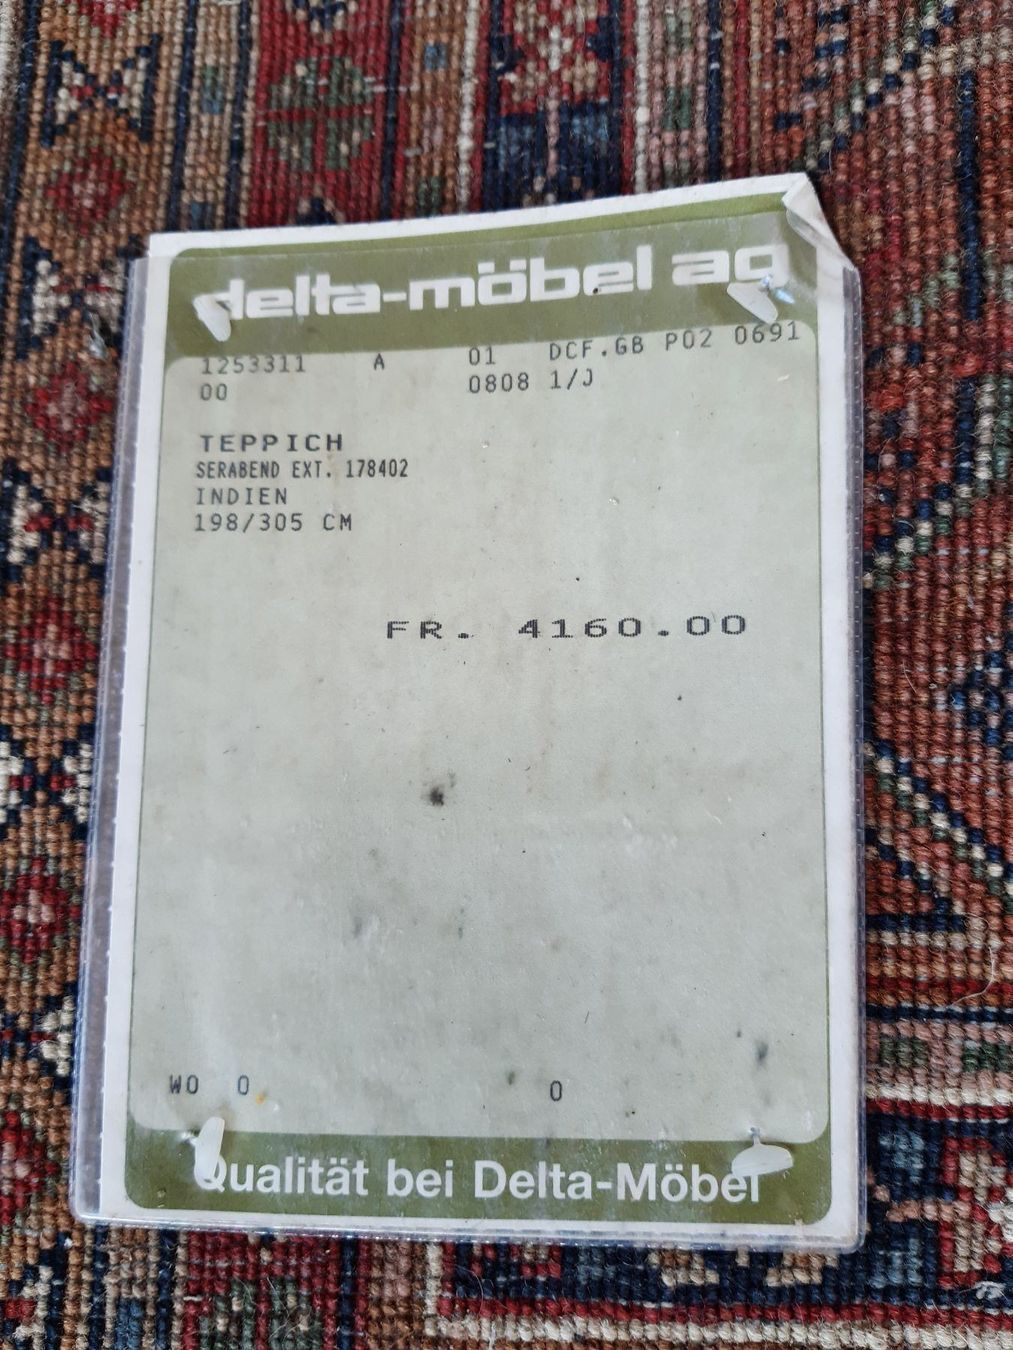 delta-möbel ag
1253311 A 01 DCF.GB P02 0691
00 0808 1/J
TEPPICH
SERABEND EXT. 178402
INDIEN
198/305 CM
FR. 4160.00
WO 0 0
Qualität bei Delta-Möbel